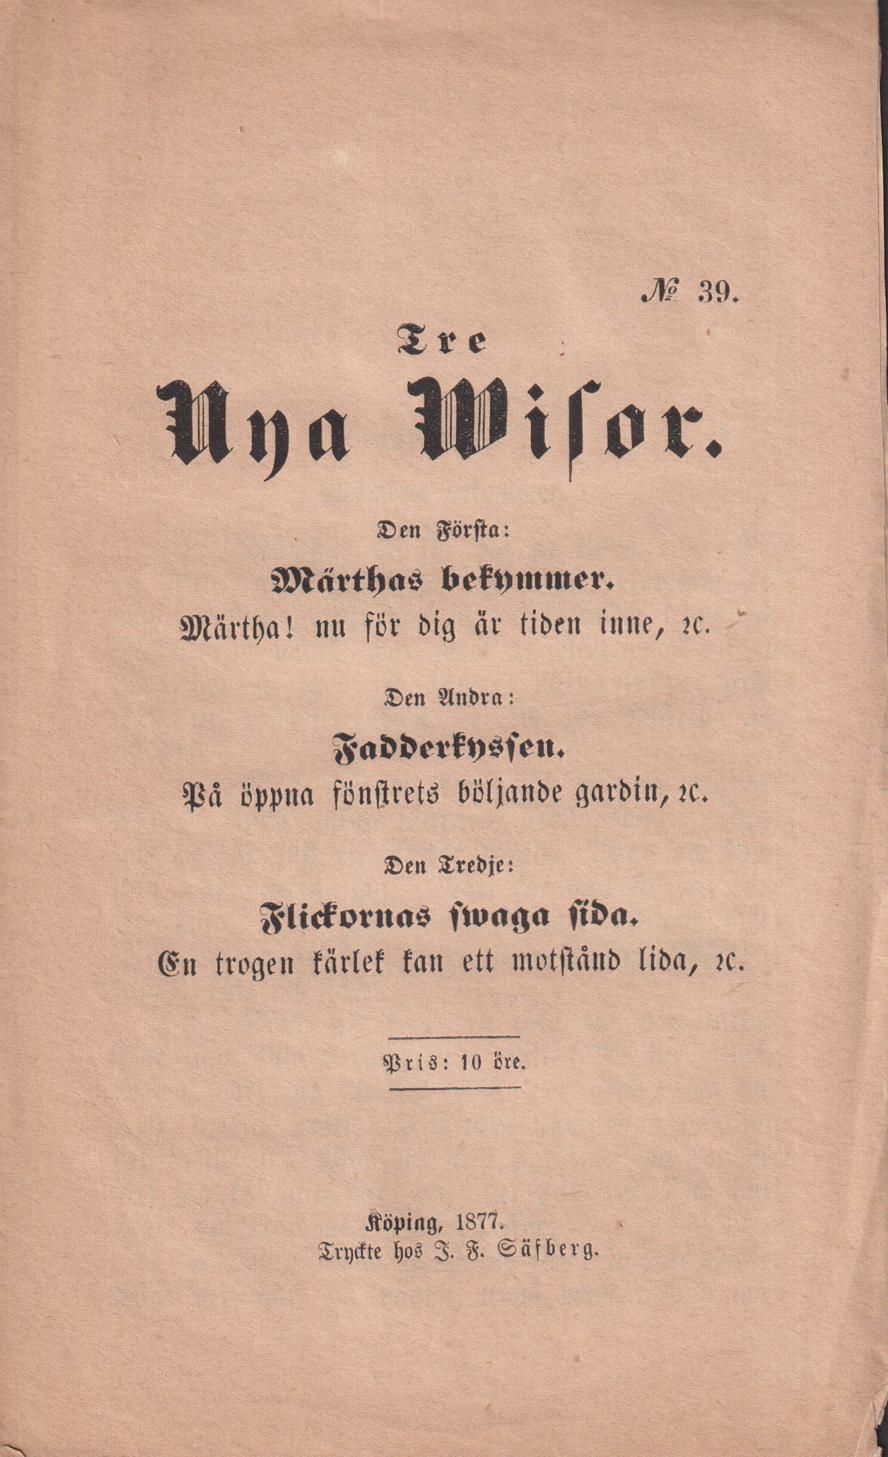 № 39.
Tre
Nya Wisor.
Den Första:
Märthas bekymmer.
Märtha! nu för dig är tiden inne, ꝛc.
Den Andra:
Fadderkyssen.
På öppna fönstrets böljande gardin, ꝛc.
Den Tredje:
Flickornas swaga sida.
En trogen kärlek kan ett motstånd lida, ꝛc.
Pris: 10 öre.
Köping, 1877.
Tryckte hos J. F. Säfberg.